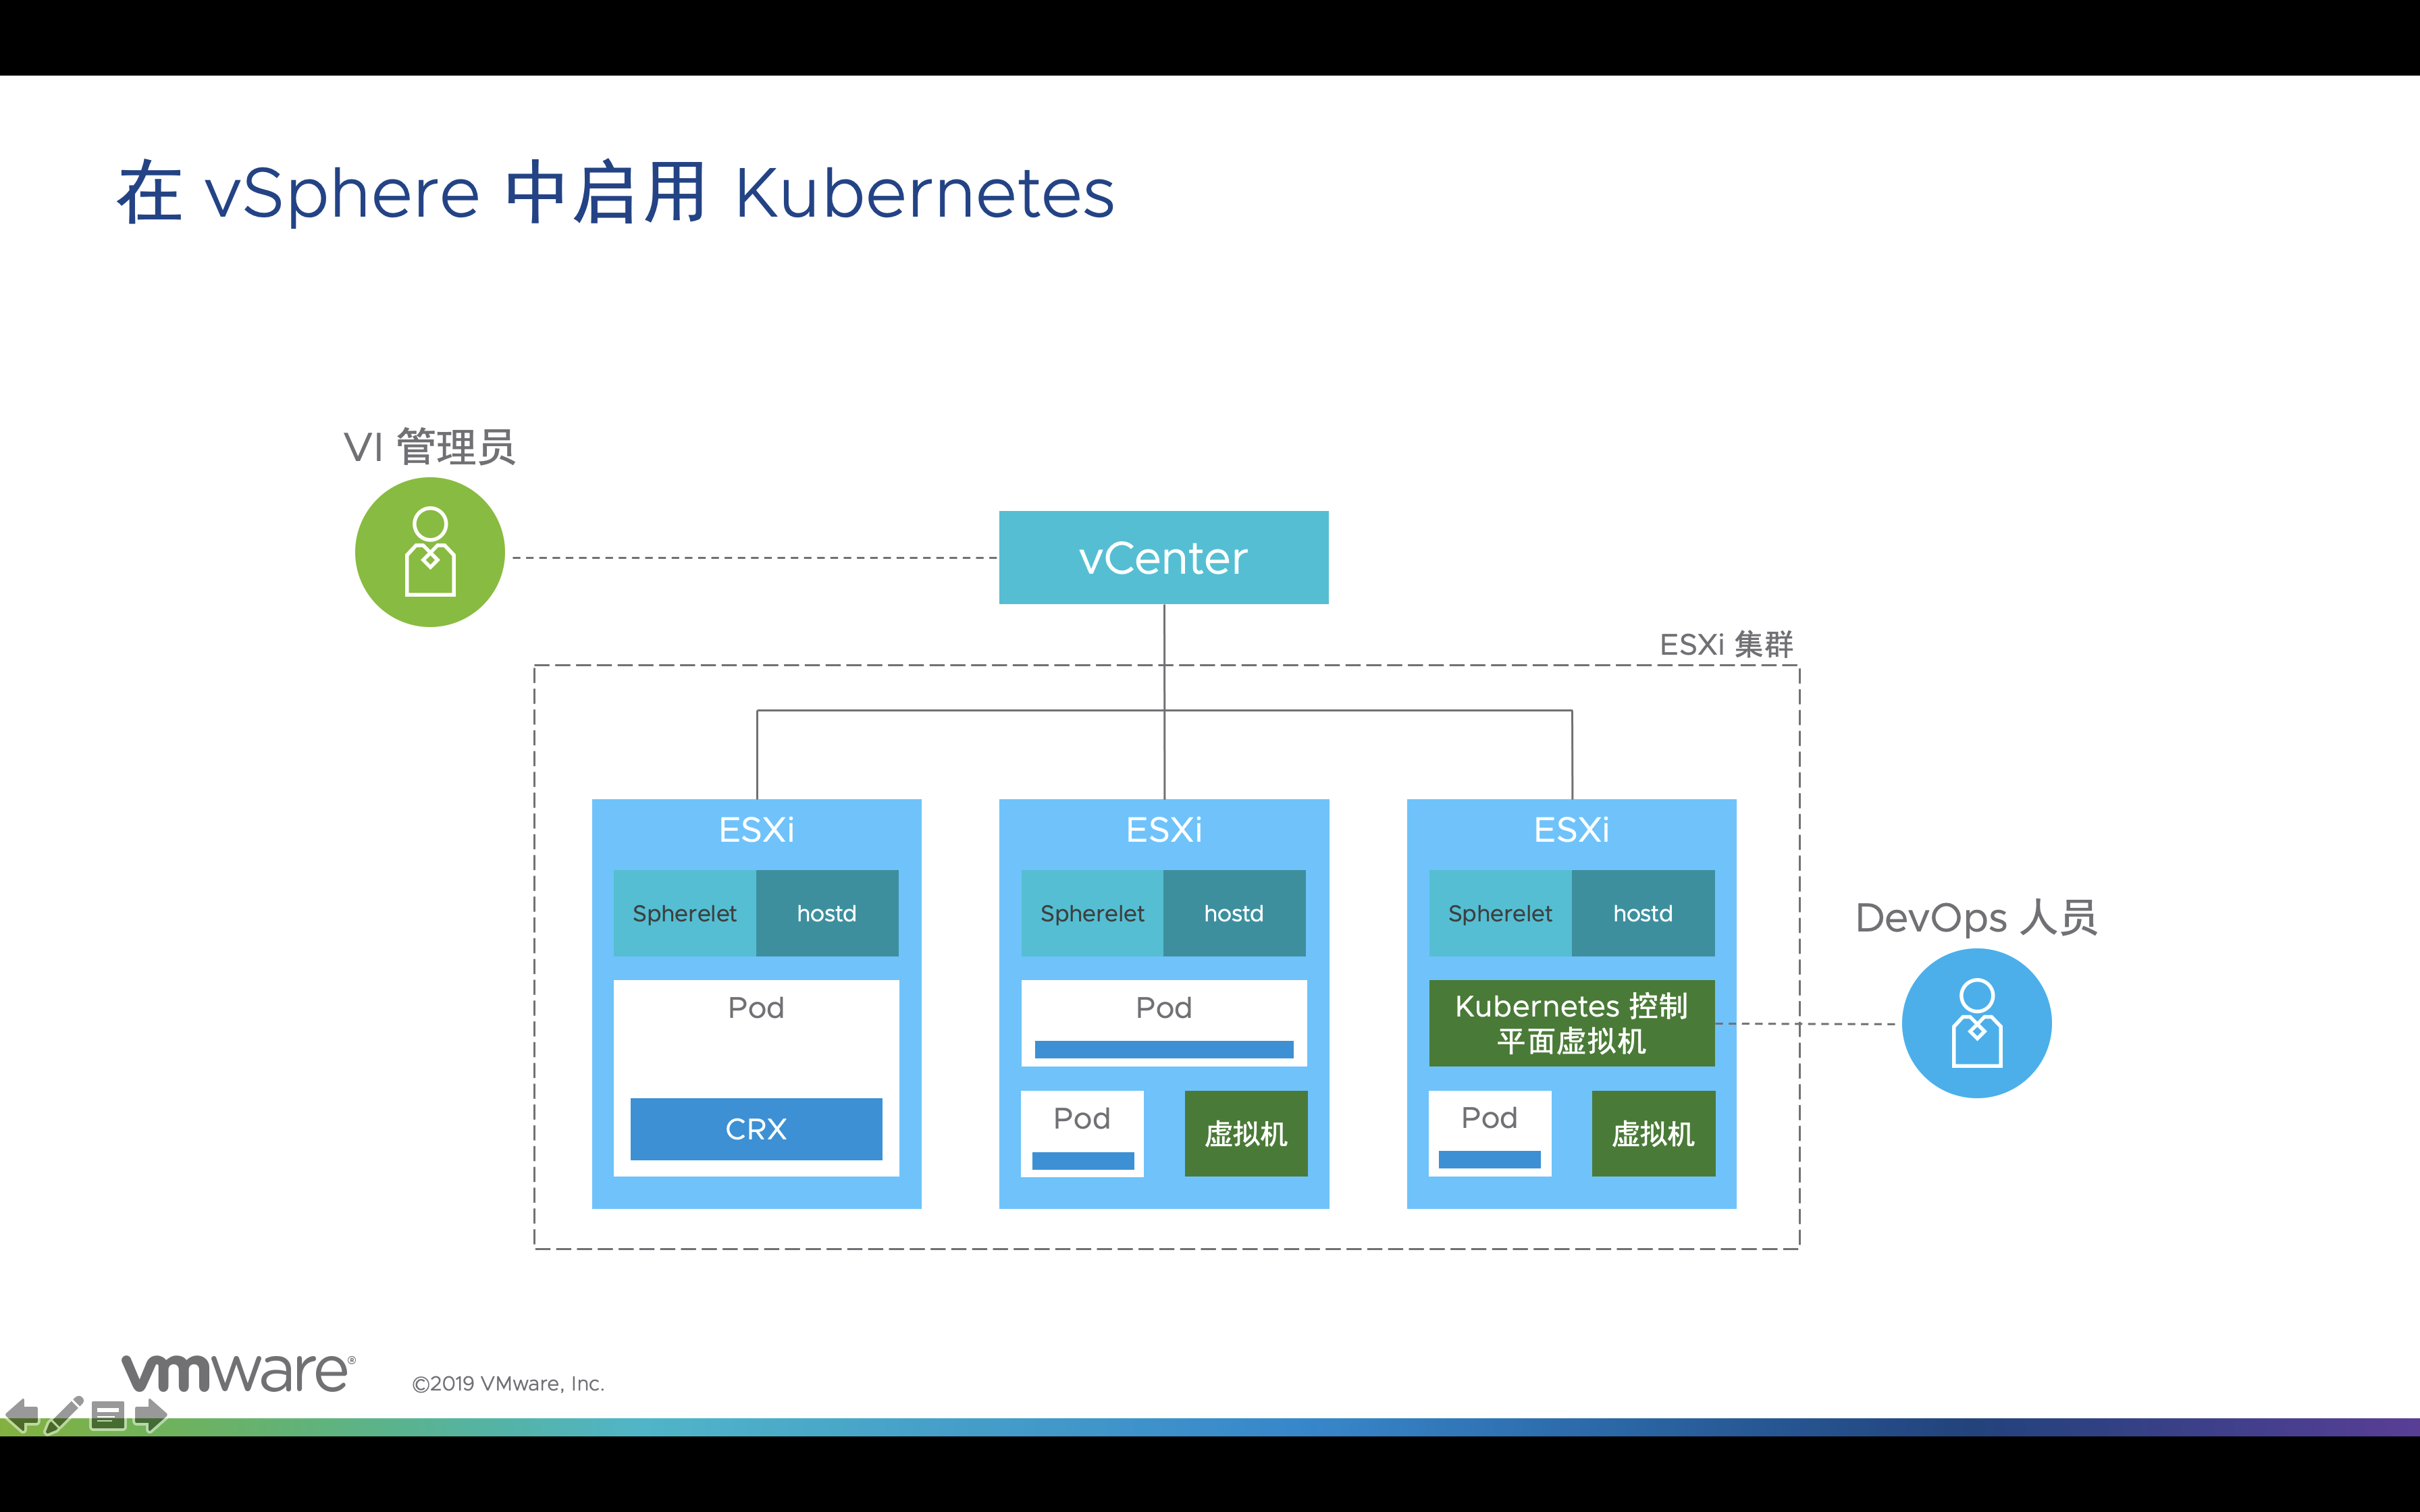 在 vSphere 中启用 Kubernetes
VI 管理员
vCenter
ESXi 集群
ESXi
ESXi
ESXi
Spherelet
hostd
Spherelet
hostd
Spherelet
hostd
DevOps 人员
Pod
CRX
Pod
Pod
虚拟机
Kubernetes 控制
平面虚拟机
Pod
虚拟机
vmware®
©2019 VMware, Inc.